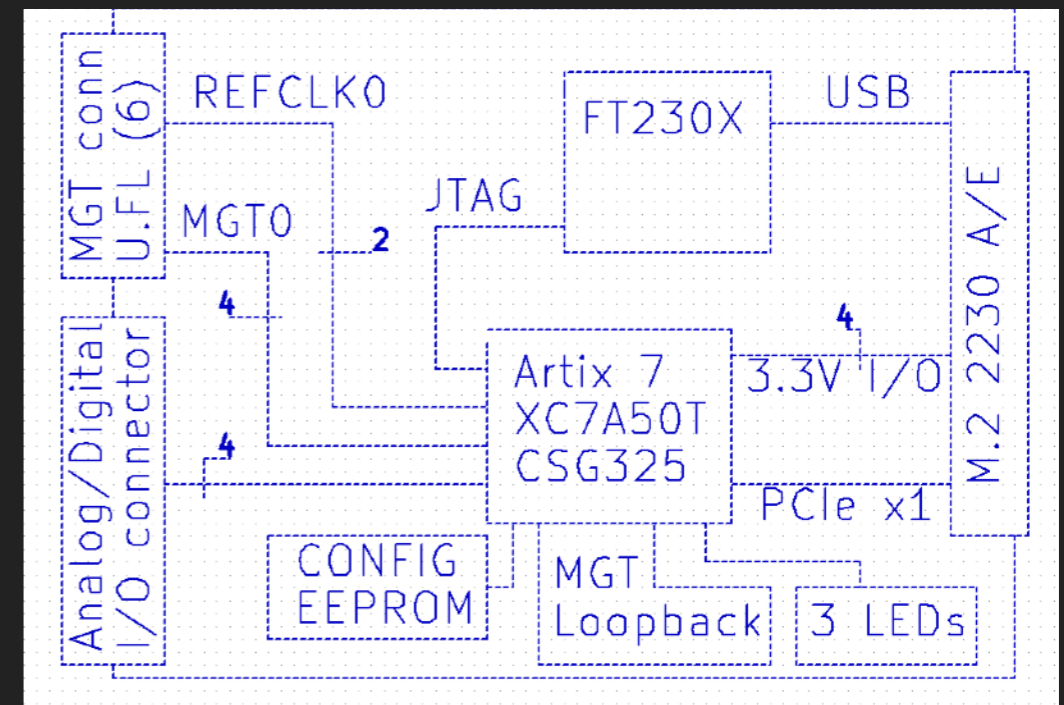 MGT conn
U.FL (6)
REFCLK0
MGT0
2
4
JTAG
FT230X
USB
M.2 2230 A/E
Analog/Digital
I/O connector
4
Artix 7
XC7A50T
CSG325
4
3.3V I/O
PCIe x1
CONFIG
EEPROM
MGT
Loopback
3 LEDs